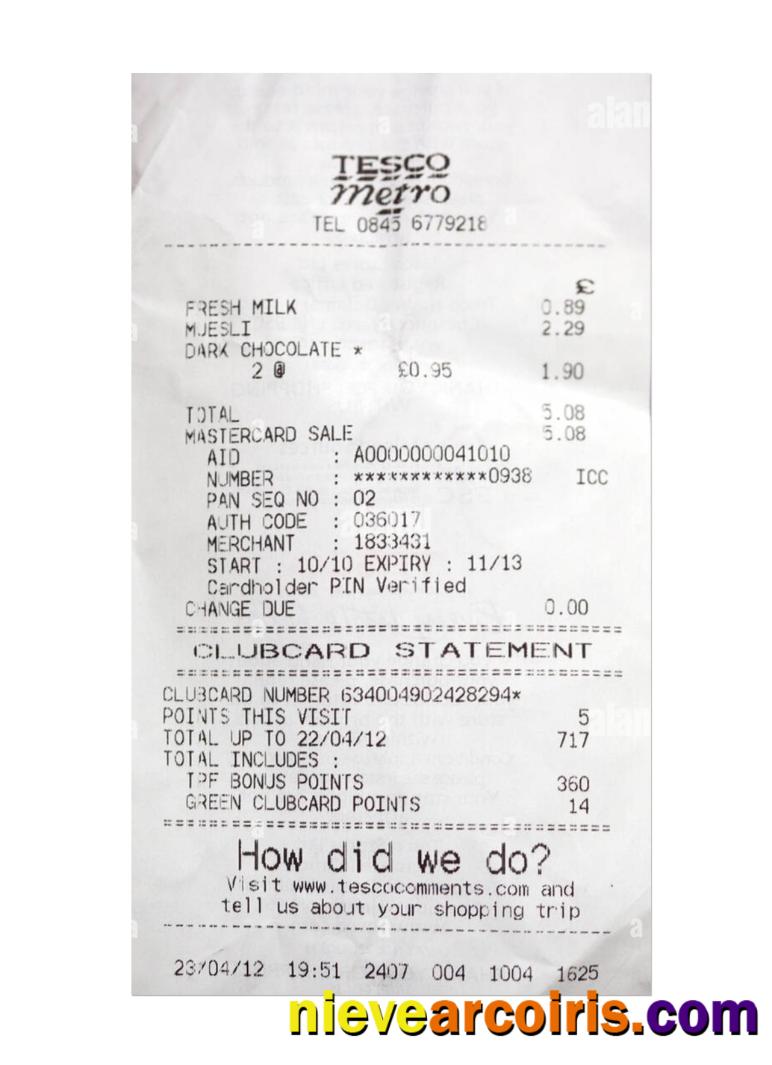 TESCO
metro
TEL 0845 6779218
£
FRESH MILK 0.89
MUESLI 2.29
DARK CHOCOLATE *
2 @ £0.95 1.90
TOTAL 5.08
MASTERCARD SALE 5.08
AID : A0000000041010
NUMBER : ************0938 ICC
PAN SEQ NO : 02
AUTH CODE : 036017
MERCHANT : 1833431
START : 10/10 EXPIRY : 11/13
Cardholder PIN Verified
CHANGE DUE 0.00
CLUBCARD STATEMENT
CLUBCARD NUMBER 634004902428294*
POINTS THIS VISIT 5
TOTAL UP TO 22/04/12 717
TOTAL INCLUDES :
TPF BONUS POINTS 360
GREEN CLUBCARD POINTS 14
How did we do?
Visit www.tescocomments.com and
tell us about your shopping trip
23/04/12 19:51 2407 004 1004 1625
nievearcoiris.com